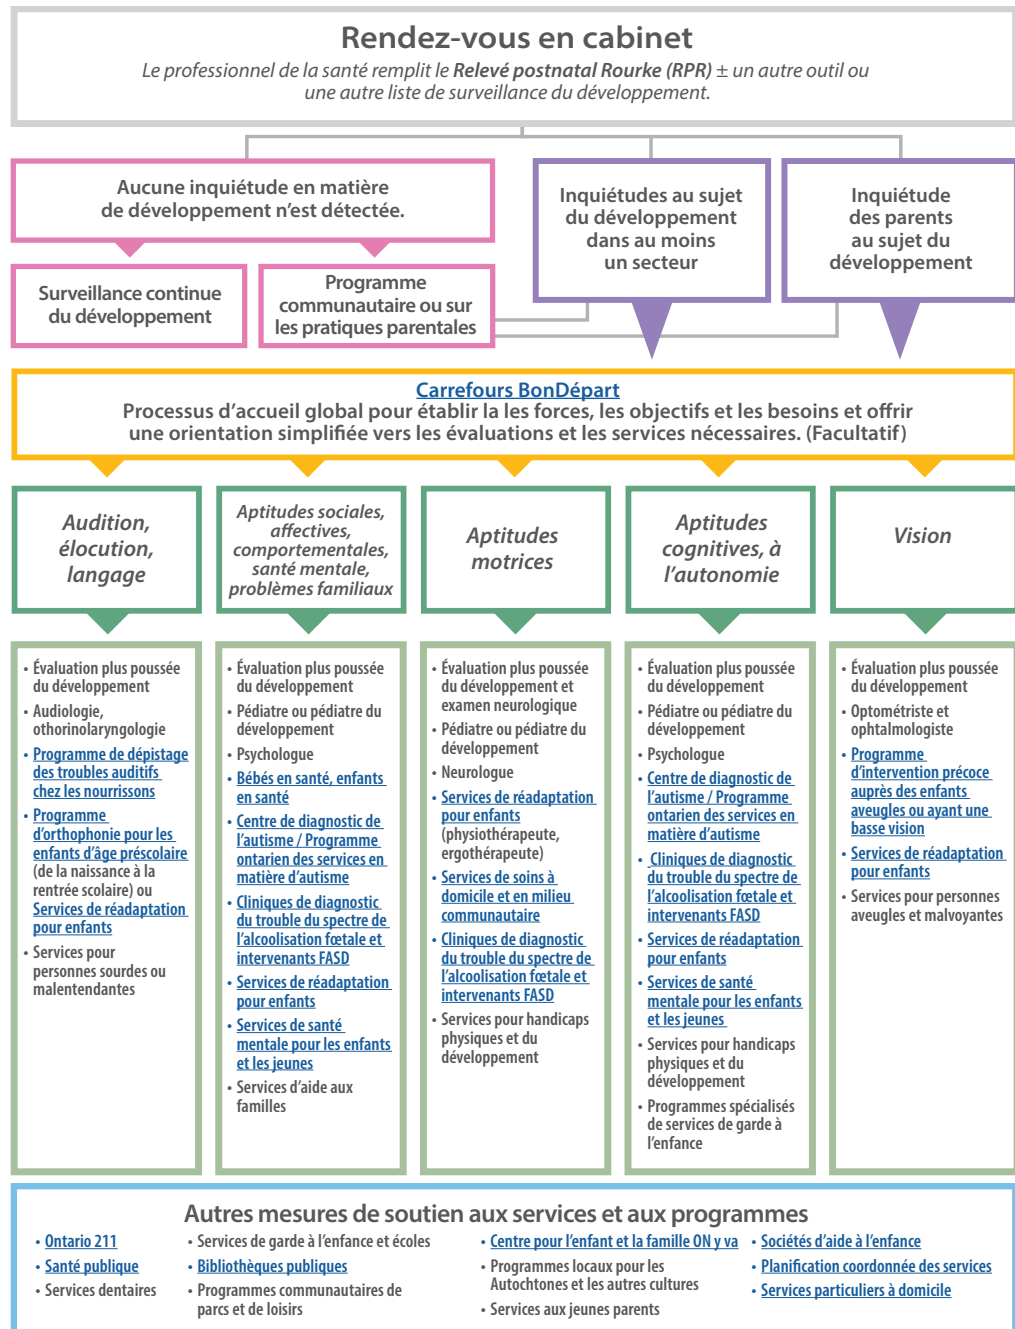 Rendez-vous en cabinet
Le professionnel de la santé remplit le Relevé postnatal Rourke (RPR) ± un autre outil ou
une autre liste de surveillance du développement.
Aucune inquiétude en matière
de développement n'est détectée.
Surveillance continue
du développement
Programme
communautaire ou sur
les pratiques parentales
Inquiétudes au sujet
du développement
dans au moins
un secteur
Inquiétude
des parents
au sujet du
développement
Carrefours BonDépart
Processus d'accueil global pour établir la les forces, les objectifs et les besoins et offrir
une orientation simplifiée vers les évaluations et les services nécessaires. (Facultatif)
Audition,
élocution,
langage
Aptitudes sociales,
affectives,
comportementales,
santé mentale,
problèmes familiaux
Aptitudes
motrices
Aptitudes
cognitives, à
l'autonomie
Vision
• Évaluation plus poussée
du développement
• Audiologie,
othorinolaryngologie
• Programme de dépistage
des troubles auditifs
chez les nourrissons
• Programme
d'orthophonie pour les
enfants d'âge préscolaire
(de la naissance à la
rentrée scolaire) ou
Services de réadaptation
pour enfants
• Services pour
personnes sourdes ou
malentendantes
• Évaluation plus poussée
du développement
• Pédiatre ou pédiatre du
développement
• Psychologue
• Bébés en santé, enfants
en santé
• Centre de diagnostic de
l'autisme / Programme
ontarien des services en
matière d'autisme
• Cliniques de diagnostic
du trouble du spectre de
l'alcoolisation fœtale et
intervenants FASD
• Services de réadaptation
pour enfants
• Services de santé
mentale pour les enfants
et les jeunes
• Services d'aide aux
familles
• Évaluation plus poussée
du développement et
examen neurologique
• Pédiatre ou pédiatre du
développement
• Neurologue
• Services de réadaptation
pour enfants
(physiothérapeute,
ergothérapeute)
• Services de soins à
domicile et en milieu
communautaire
• Cliniques de diagnostic
du trouble du spectre de
l'alcoolisation fœtale et
intervenants FASD
• Services pour handicaps
physiques et du
développement
• Évaluation plus poussée
du développement
• Pédiatre ou pédiatre du
développement
• Psychologue
• Centre de diagnostic de
l'autisme / Programme
ontarien des services en
matière d'autisme
• Cliniques de diagnostic
du trouble du spectre de
l'alcoolisation fœtale et
intervenants FASD
• Services de réadaptation
pour enfants
• Services de santé
mentale pour les enfants
et les jeunes
• Services pour handicaps
physiques et du
développement
• Programmes spécialisés
de services de garde à
l'enfance
• Évaluation plus poussée
du développement
• Optométriste et
ophtalmologiste
• Programme
d'intervention précoce
auprès des enfants
aveugles ou ayant une
basse vision
• Services de réadaptation
pour enfants
• Services pour personnes
aveugles et malvoyantes
Autres mesures de soutien aux services et aux programmes
• Ontario 211
• Santé publique
• Services dentaires
• Services de garde à l'enfance et écoles
• Bibliothèques publiques
• Programmes communautaires de
parcs et de loisirs
• Centre pour l'enfant et la famille ON y va
• Programmes locaux pour les
Autochtones et les autres cultures
• Services aux jeunes parents
• Sociétés d'aide à l'enfance
• Planification coordonnée des services
• Services particuliers à domicile